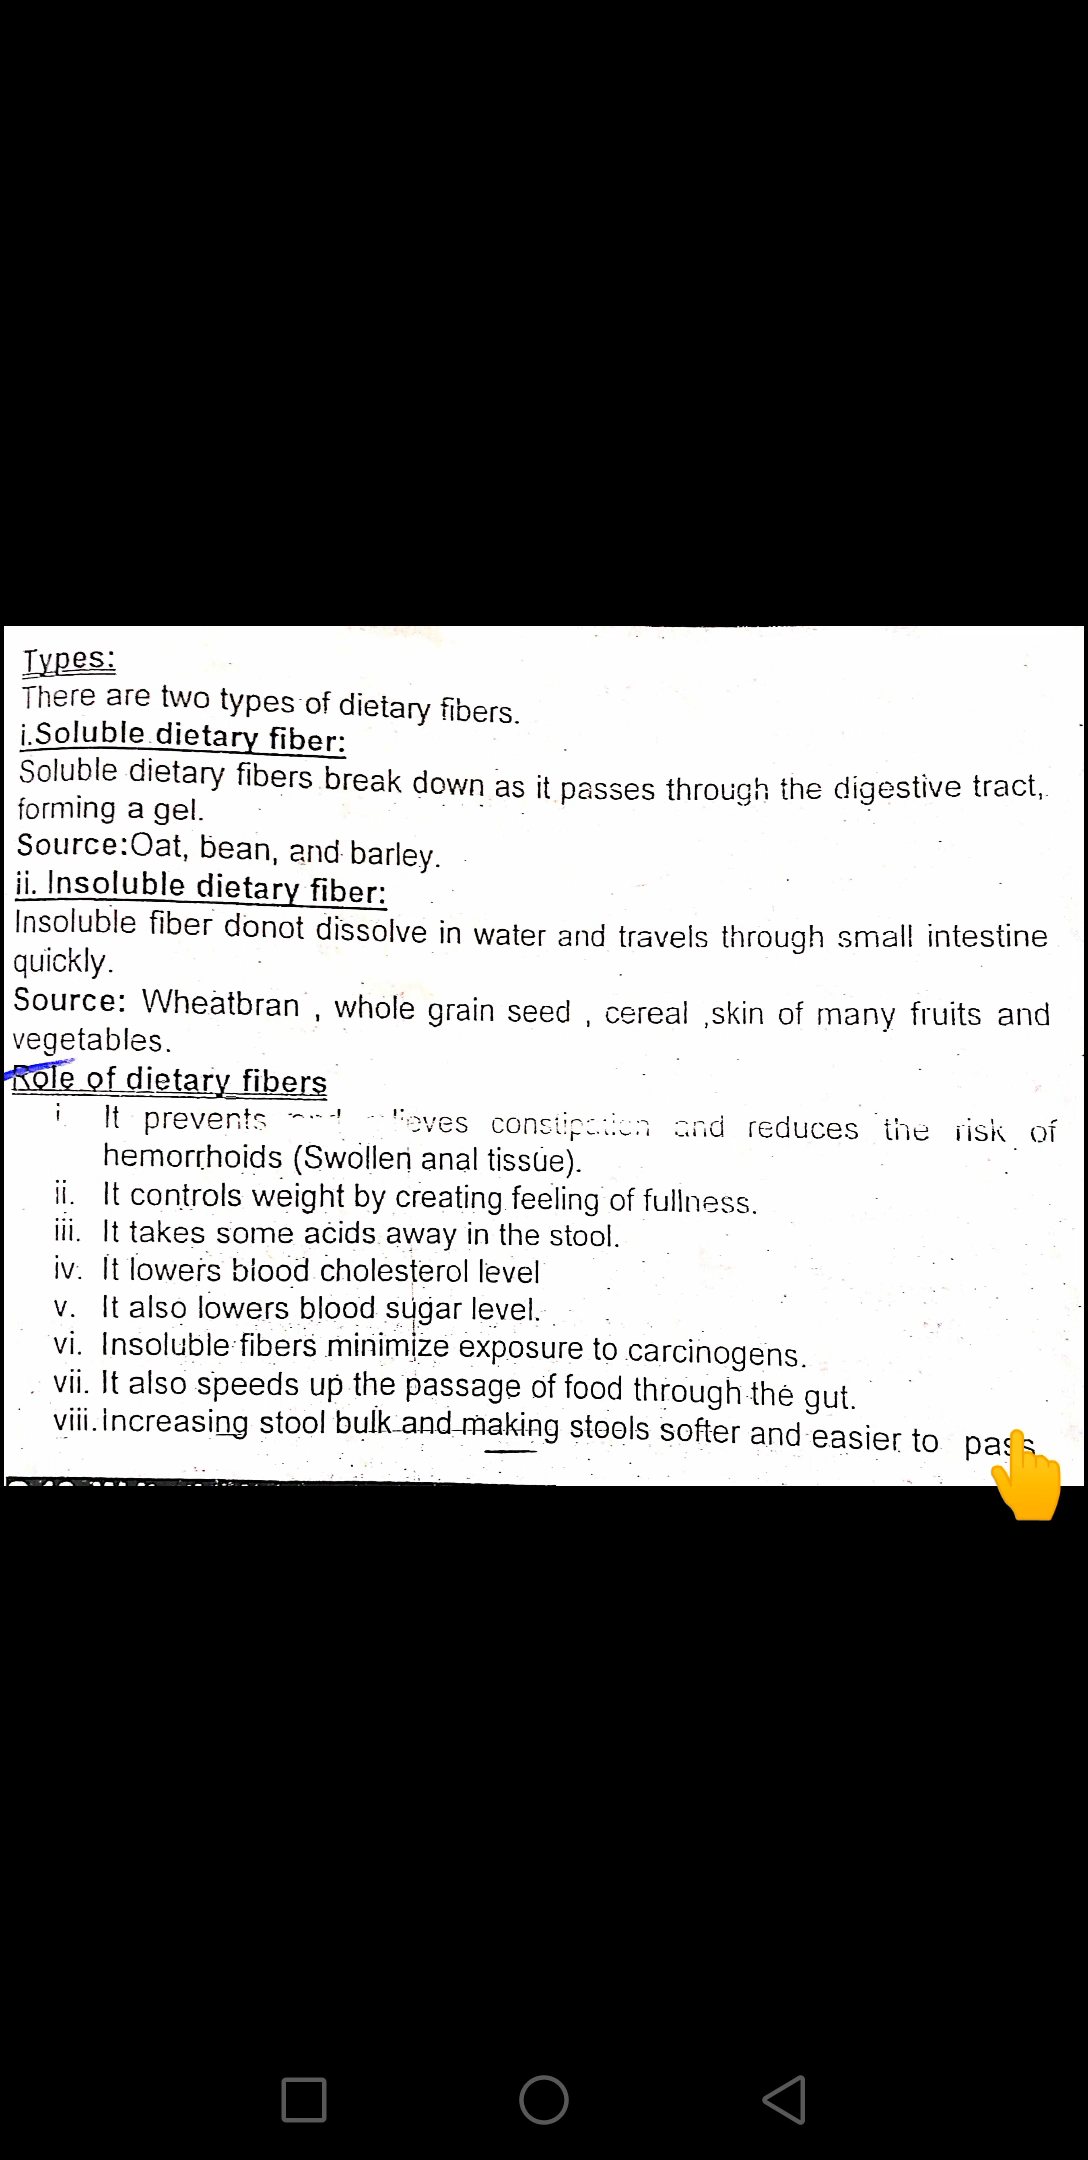 Types:
There are two types of dietary fibers.
i.Soluble dietary fiber:
Soluble dietary fibers break down as it passes through the digestive tract,
forming a gel.
Source:Oat, bean, and barley.
ii. Insoluble dietary fiber:
Insoluble fiber donot dissolve in water and travels through small intestine
quickly.
Source: Wheatbran , whole grain seed , cereal ,skin of many fruits and
vegetables.
Role of dietary fibers
i It prevents constipation and reduces the risk of
hemorrhoids (Swollen anal tissue).
ii. It controls weight by creating feeling of fullness.
iii. It takes some acids away in the stool.
iv. It lowers blood cholesterol level
v. It also lowers blood sugar level.
vi. Insoluble fibers minimize exposure to carcinogens.
vii. It also speeds up the passage of food through the gut.
viii. increasing stool bulk and making stools softer and easier to pass